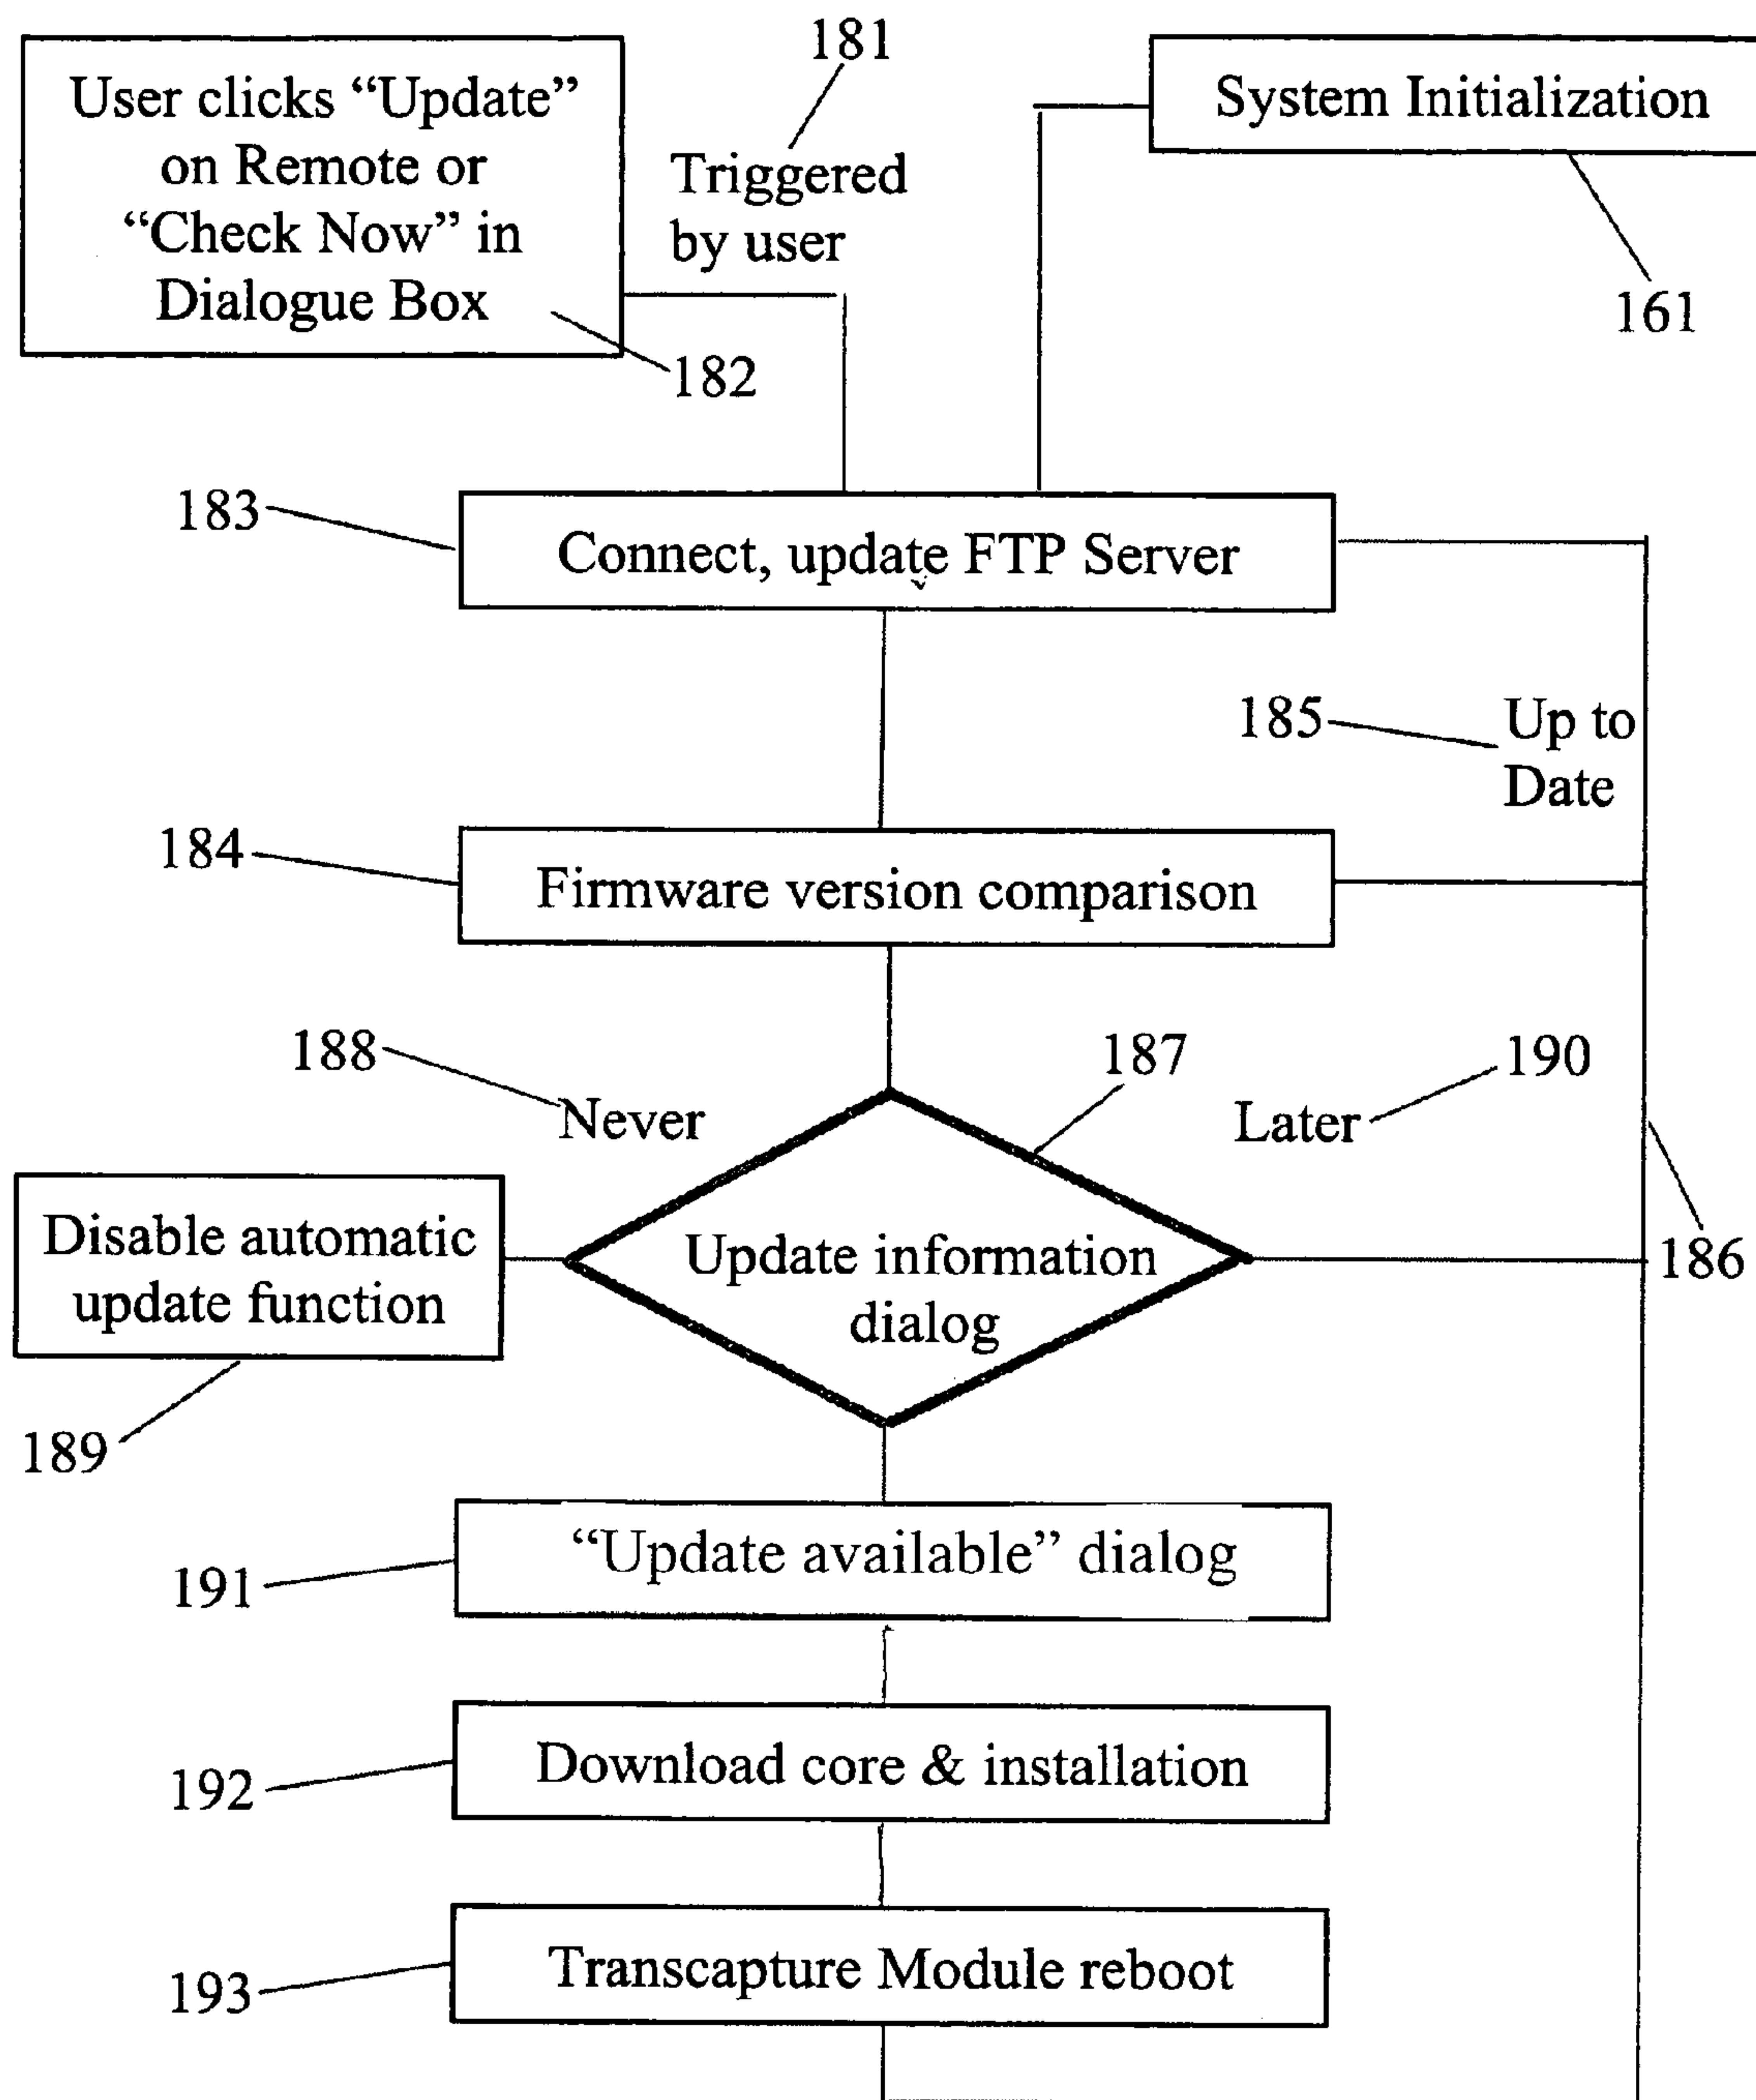 181
User clicks “Update”
on Remote or
“Check Now” in
Dialogue Box
Triggered
by user
System Initialization
161
182
183
Connect, update FTP Server
185
Up to
Date
184
Firmware version comparison
188
Never
187
190
Later
Disable automatic
update function
Update information
dialog
186
189
“Update available” dialog
191
Download core & installation
192
Transcapture Module reboot
193